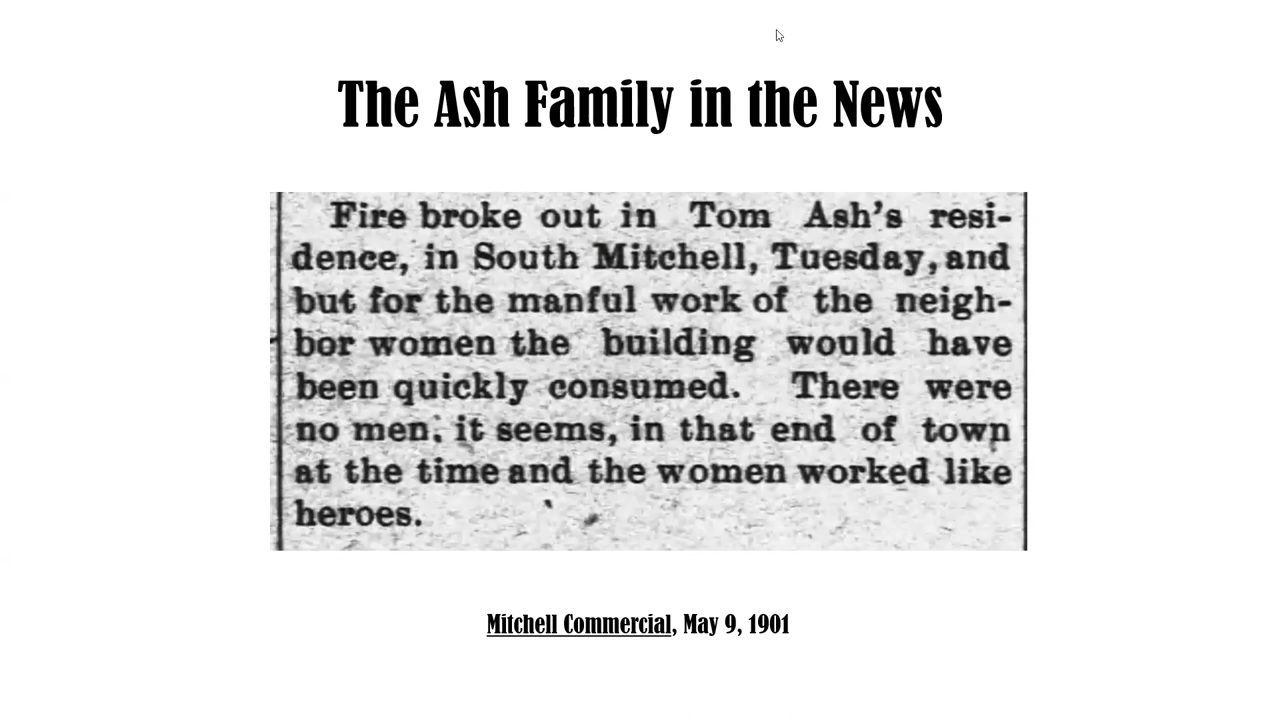 The Ash Family in the News
Fire broke out in Tom Ash's resi-
dence, in South Mitchell, Tuesday, and
but for the manful work of the neigh-
bor women the building would have
been quickly consumed. There were
no men, it seems, in that end of town
at the time and the women worked like
heroes.
Mitchell Commercial, May 9, 1901